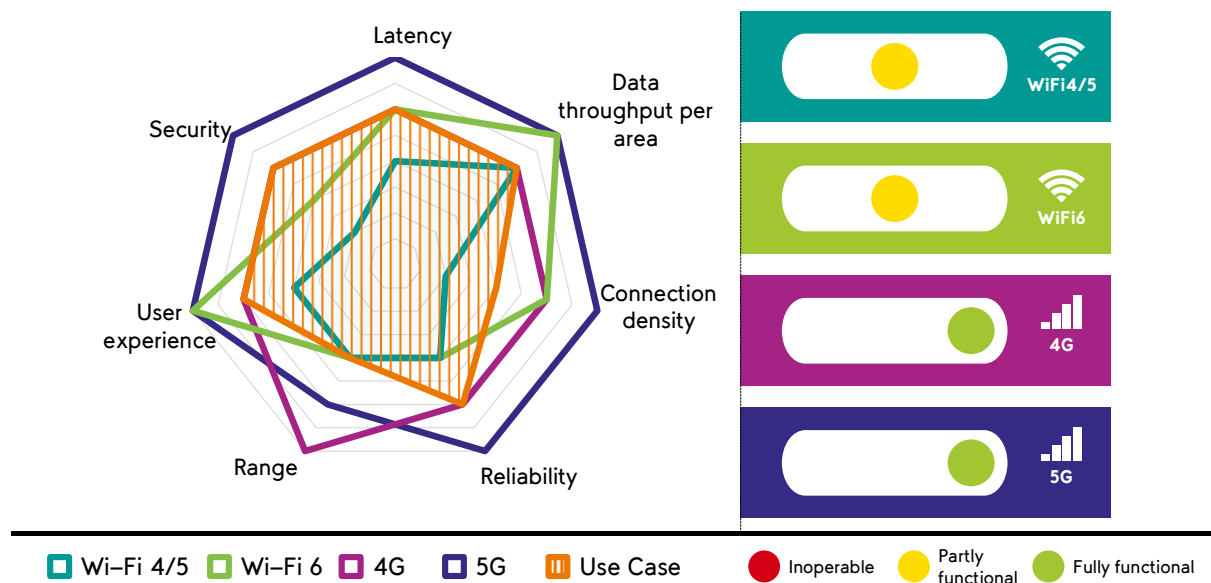 Latency
Data
throughput per
area
Security
Connection
density
User
experience
Range
Reliability
WiFi4/5
WiFi6
4G
5G
Wi–Fi 4/5
Wi–Fi 6
4G
5G
Use Case
Inoperable
Partly
functional
Fully functional